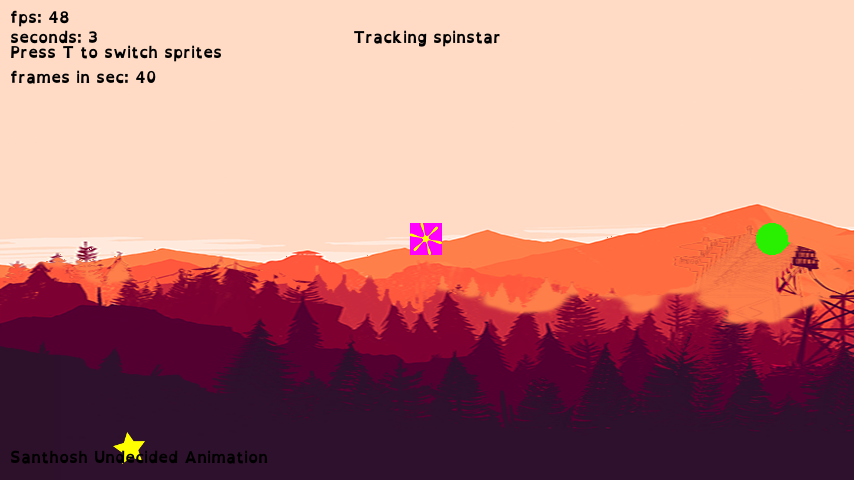 fps: 48
seconds: 3
Tracking spinstar
Press T to switch sprites
frames in sec: 40
Santhosh Undecided Animation